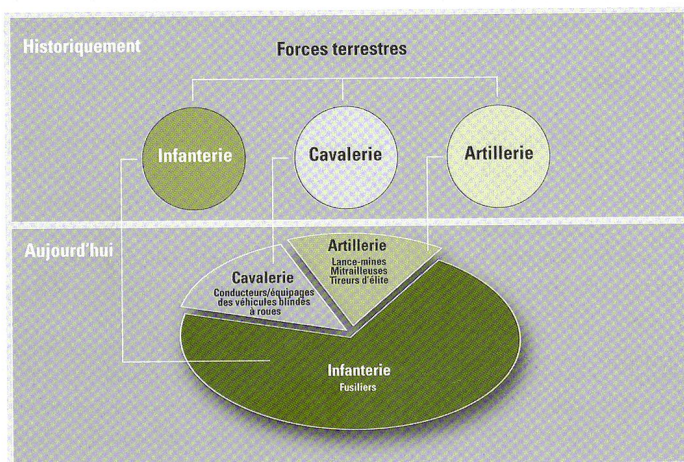 Historiquement
Forces terrestres
Infanterie
Cavalerie
Artillerie
Aujourd'hui
Artillerie
Lance-mines
Mitrailleuses
Tireurs d'élite
Cavalerie
Conducteurs/équipages
des véhicules blindés
à roues
Infanterie
Fusiliers